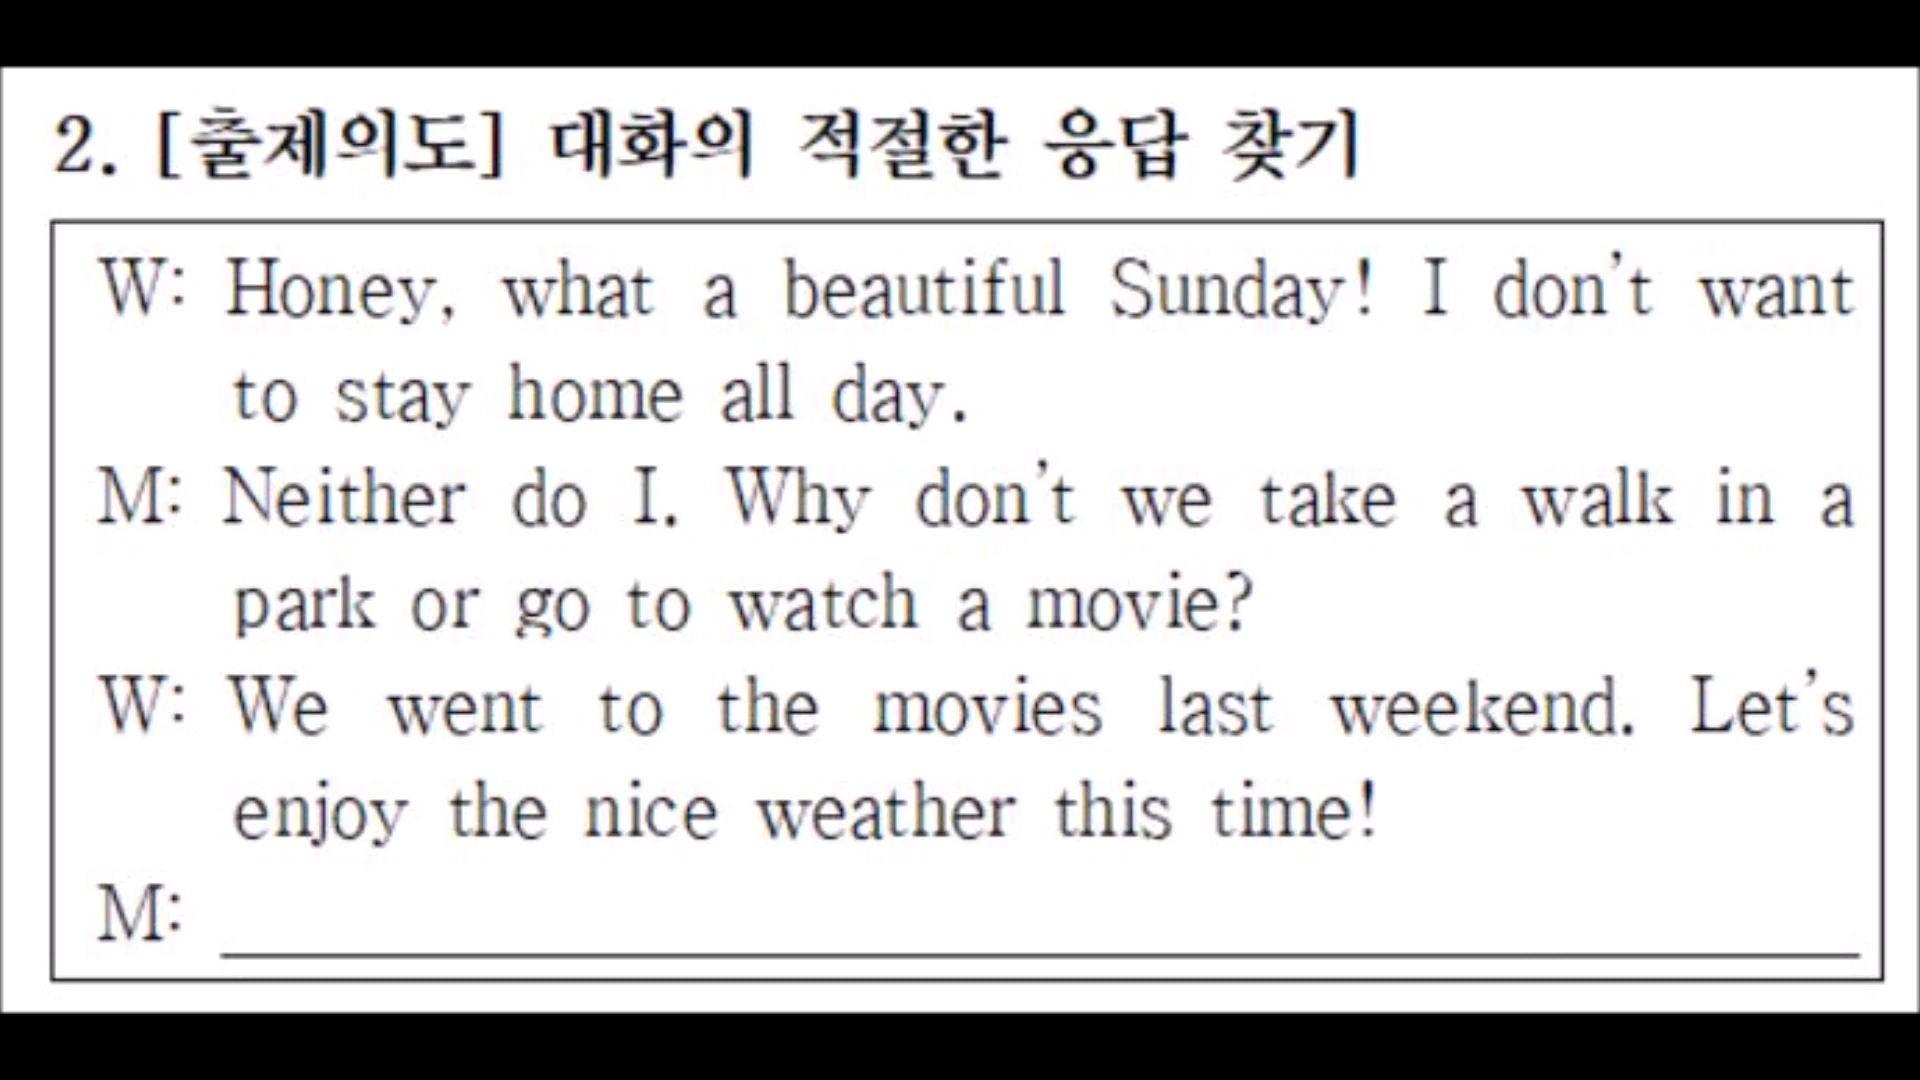 2. [출제의도] 대화의 적절한 응답 찾기
W: Honey, what a beautiful Sunday! I don't want
to stay home all day.
M: Neither do I. Why don't we take a walk in a
park or go to watch a movie?
W: We went to the movies last weekend. Let's
enjoy the nice weather this time!
M: